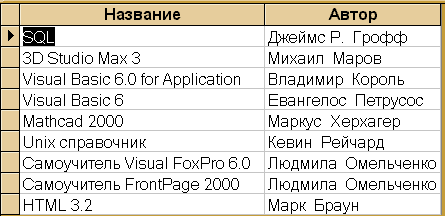 Название Автор
SQL Джеймс Р. Грофф
3D Studio Max 3 Михаил Маров
Visual Basic 6.0 for Application Владимир Король
Visual Basic 6 Евангелос Петрусос
Mathcad 2000 Маркус Херхагер
Unix справочник Кевин Рейчард
Самоучитель Visual FoxPro 6.0 Людмила Омельченко
Самоучитель FrontPage 2000 Людмила Омельченко
HTML 3.2 Марк Браун